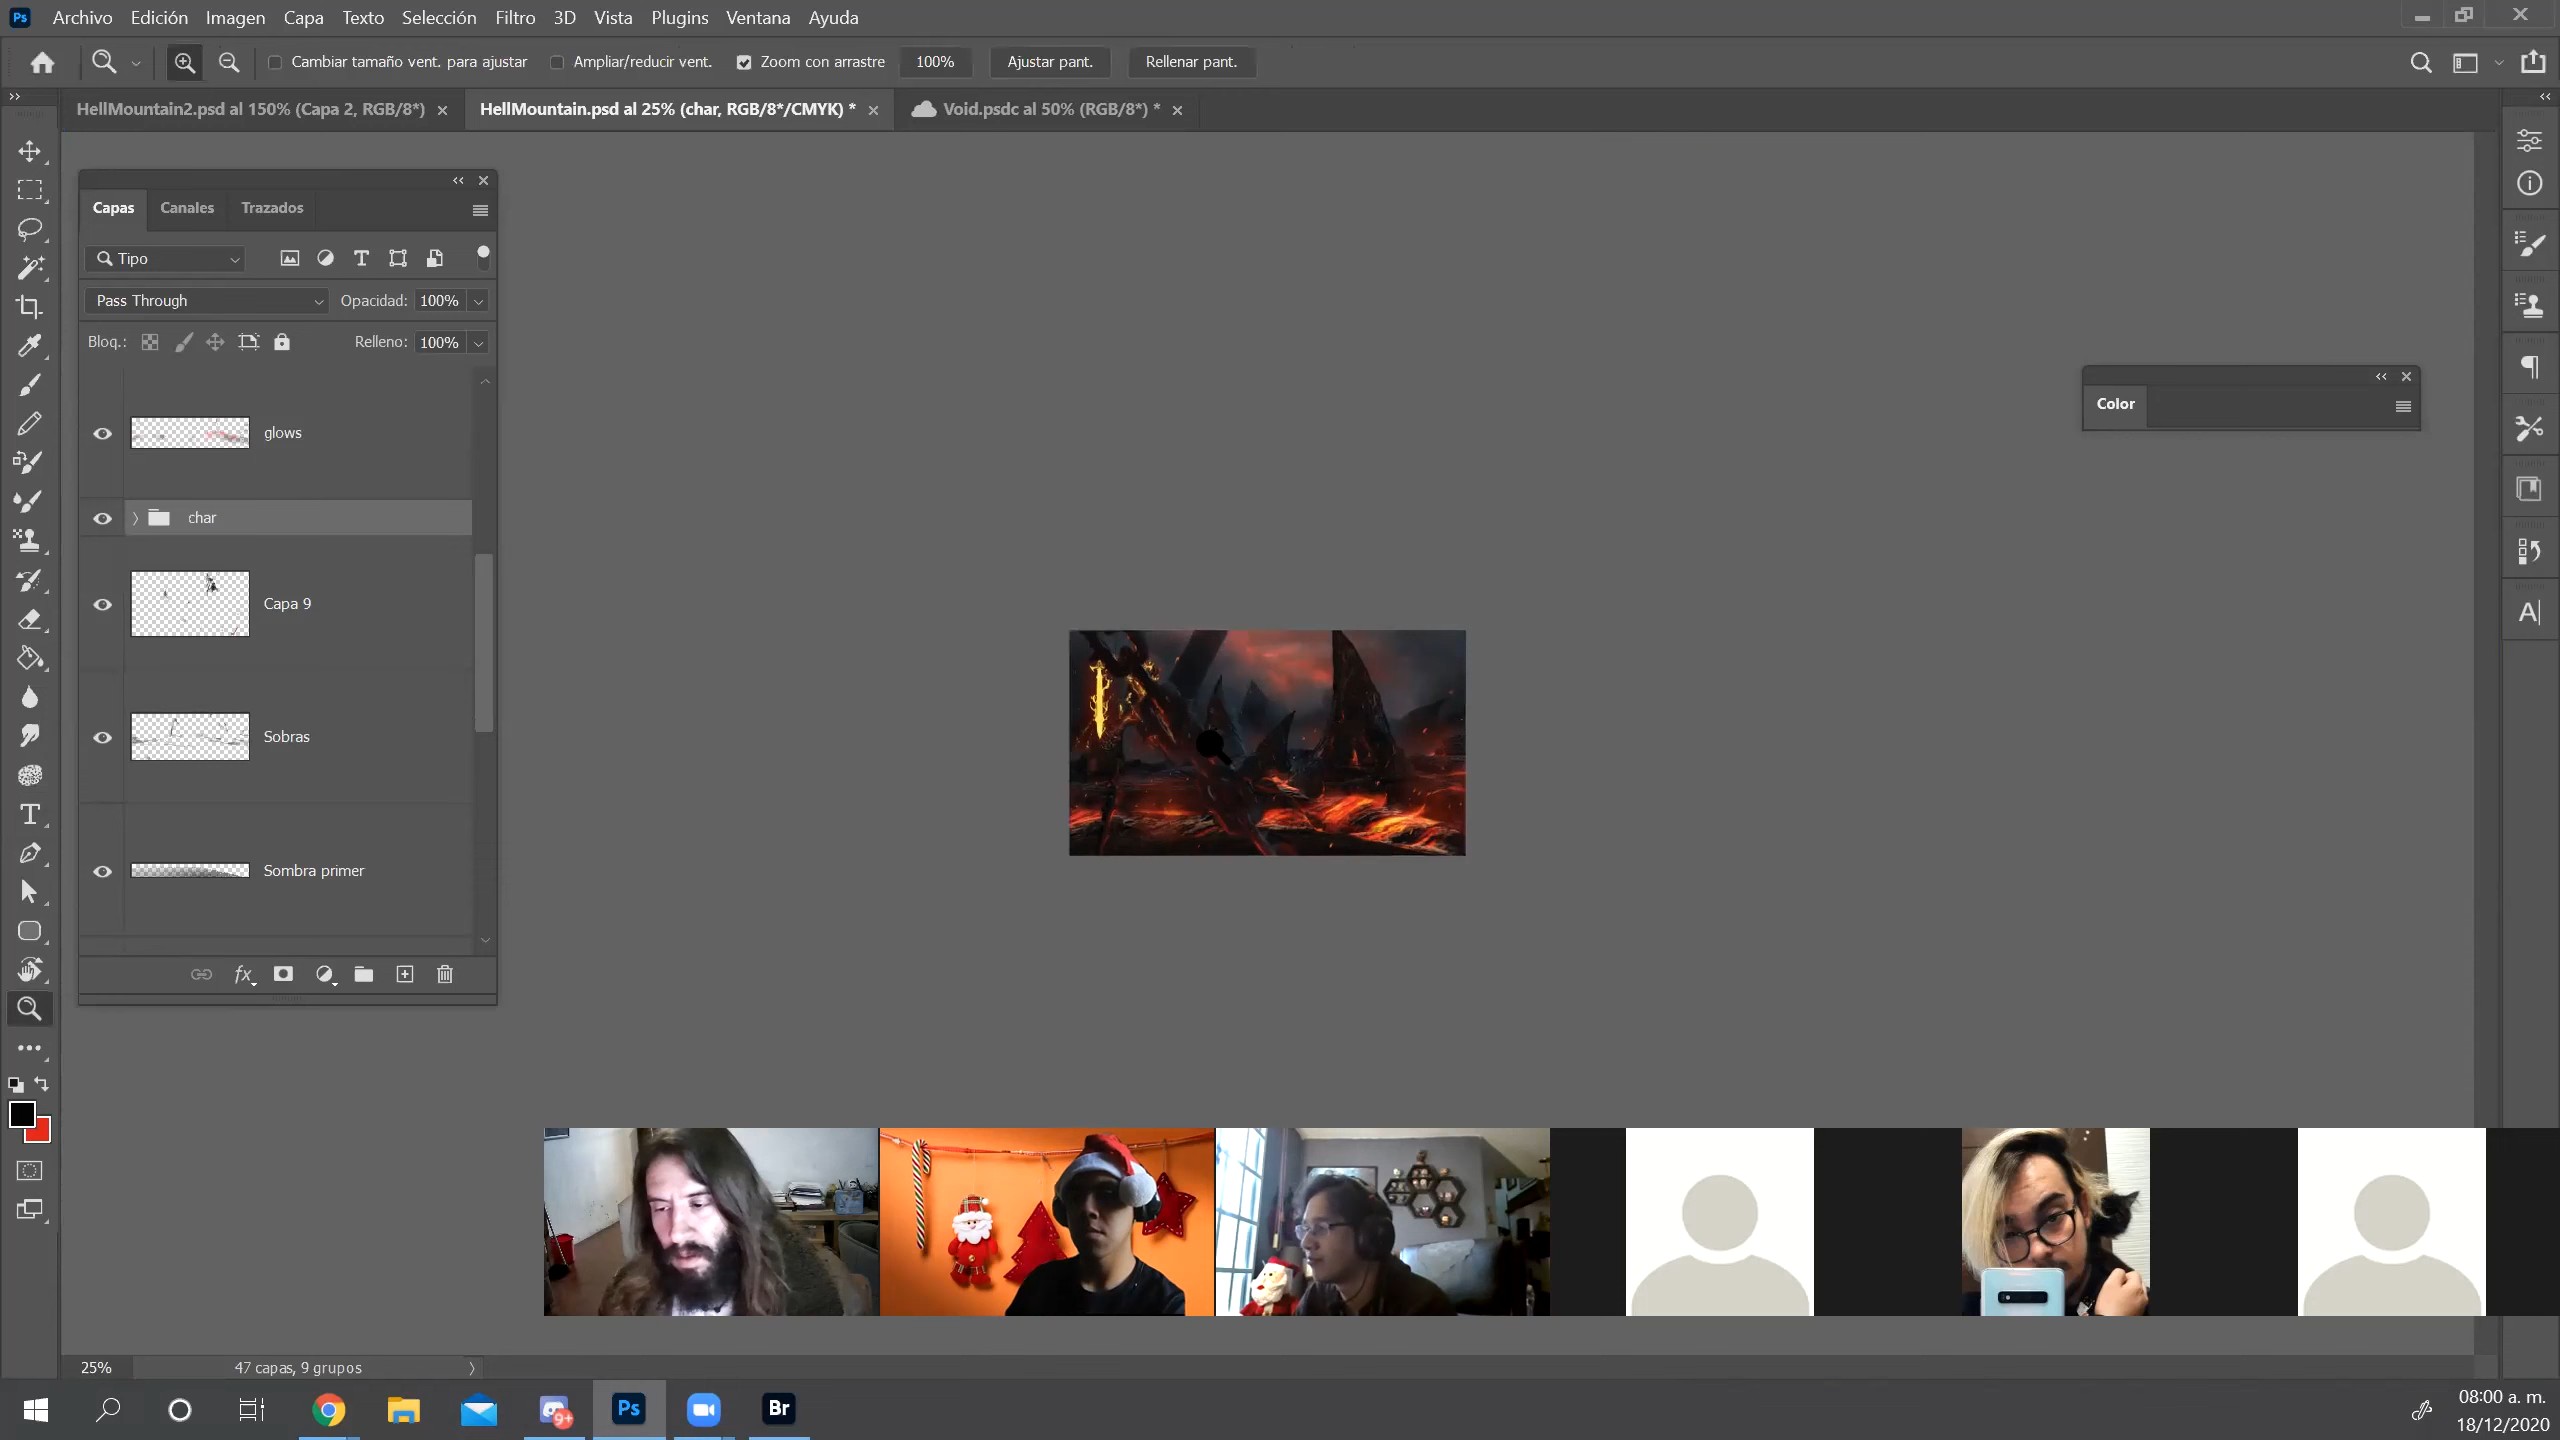 Ps Archivo Edición Imagen Capa Texto Selección Filtro 3D Vista Plugins Ventana Ayuda
Cambiar tamaño vent. para ajustar Ampliar/reducir vent. Zoom con arrastre 100% Ajustar pant. Rellenar pant.
HellMountain2.psd al 150% (Capa 2, RGB/8*) HellMountain.psd al 25% (char, RGB/8*/CMYK) * Void.psdc al 50% (RGB/8*) *
Capas Canales Trazados
Tipo
Pass Through Opacidad: 100%
Bloq.: Relleno: 100%
glows
char
Capa 9
Sobras
Sombra primer
Color
25% 47 capas, 9 grupos
9+ Ps Br
08:00 a. m.
18/12/2020